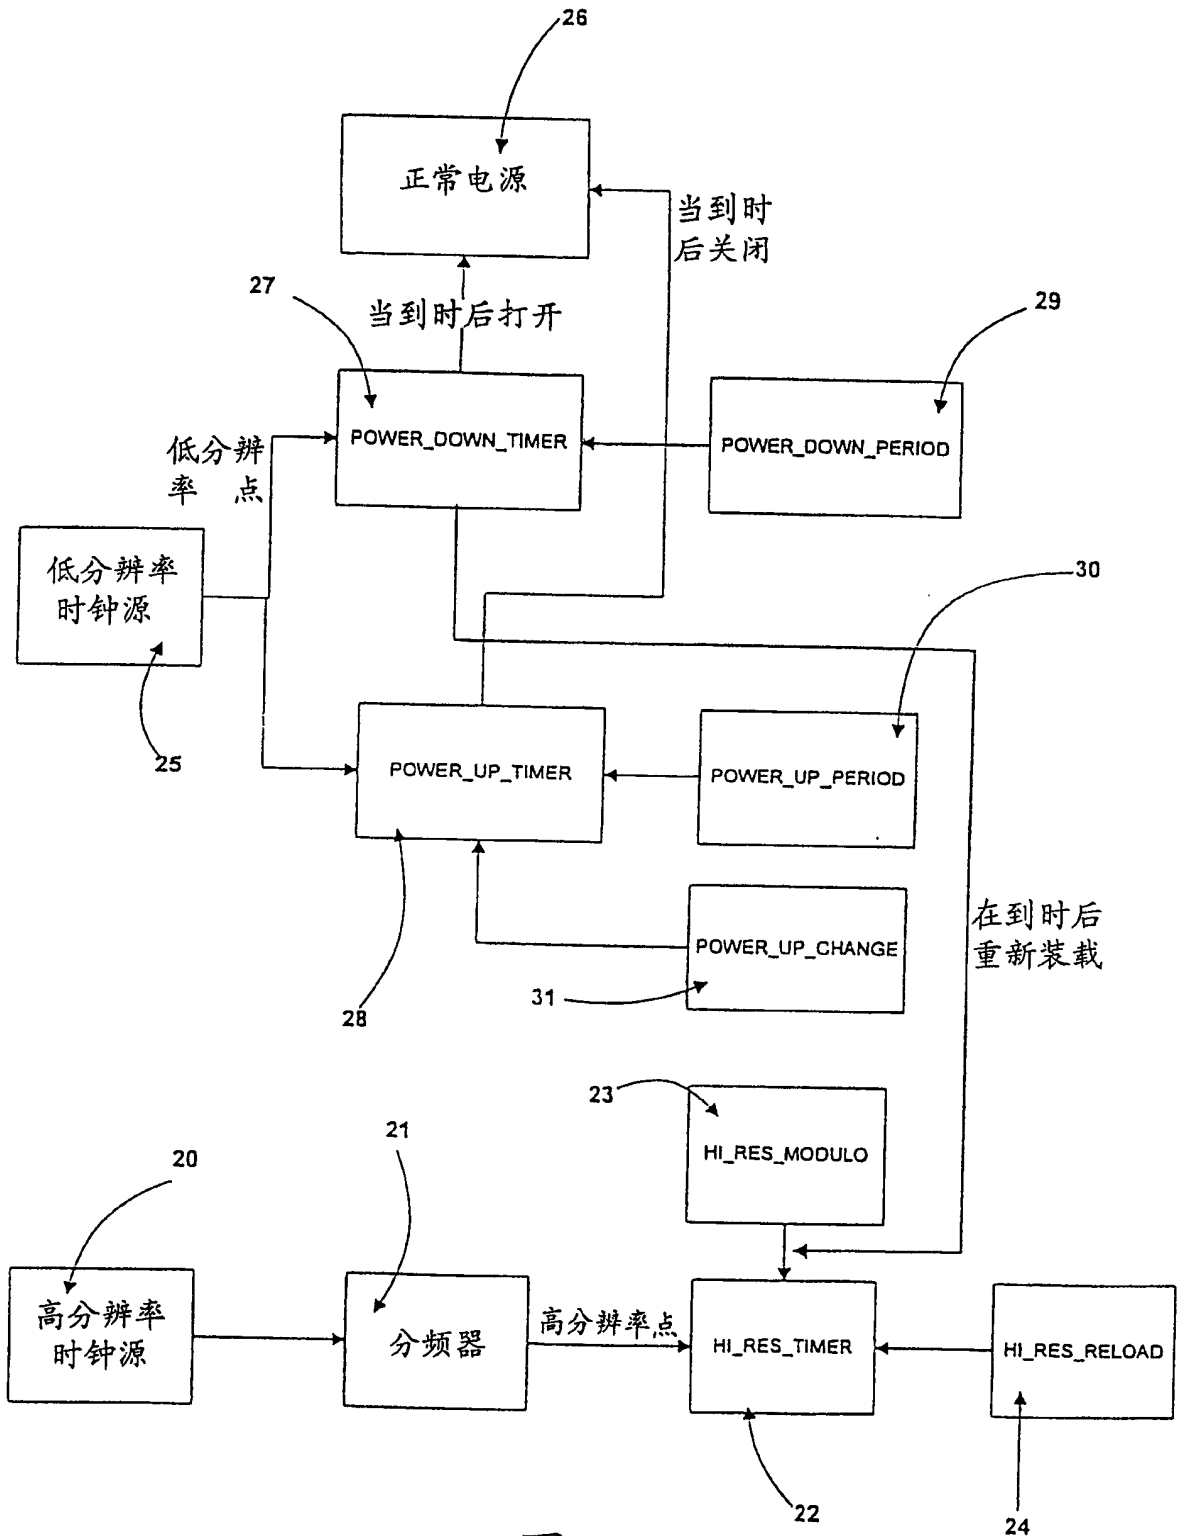 26
正常电源
当到时
后关闭
27
当到时后打开
29
POWER_DOWN_TIMER
POWER_DOWN_PERIOD
低分辨
率 点
低分辨率
时钟源
30
25
POWER_UP_TIMER
POWER_UP_PERIOD
POWER_UP_CHANGE
在到时后
重新装载
31
28
23
HI_RES_MODULO
21
20
高分辨率
时钟源
分频器
高分辨率点
HI_RES_TIMER
HI_RES_RELOAD
22
24